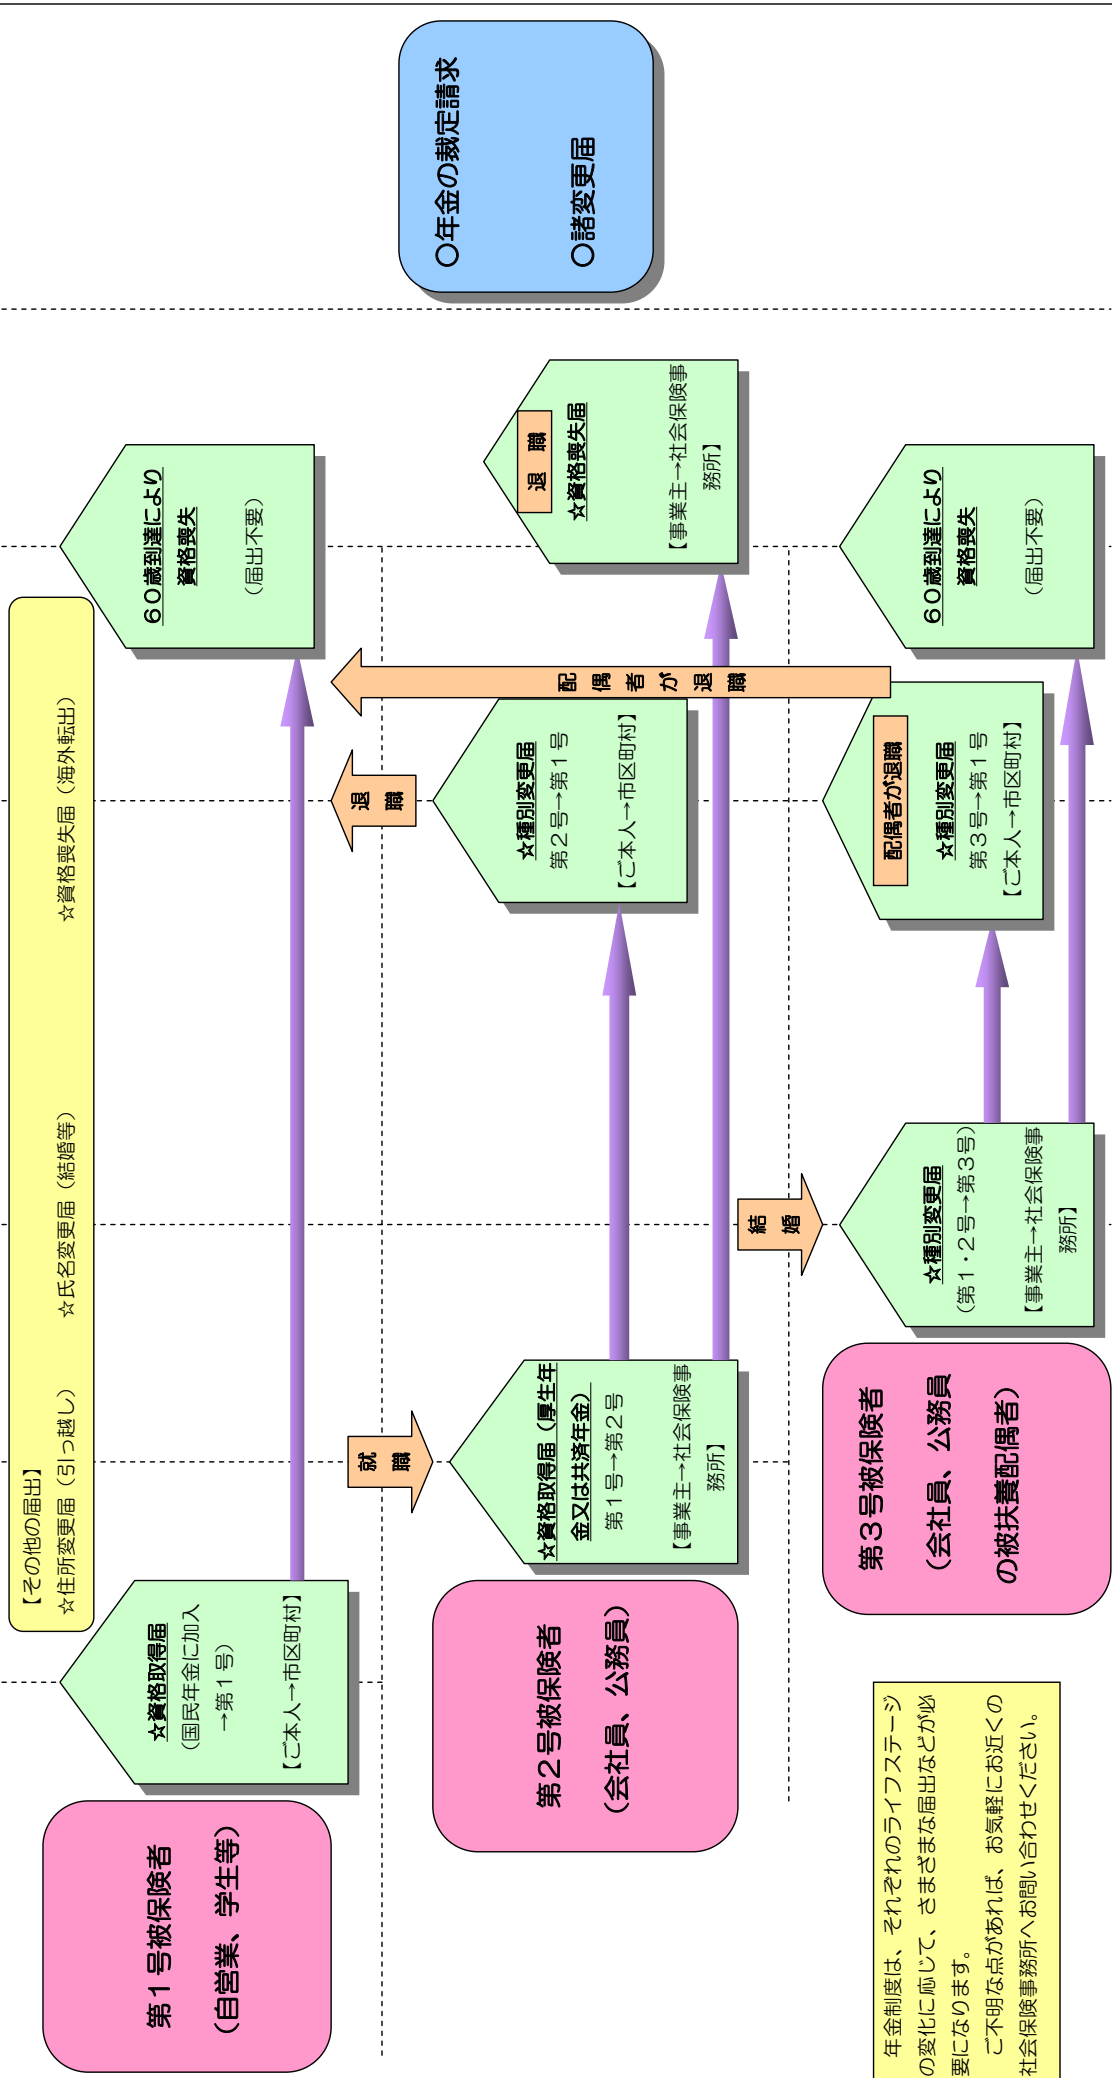 【その他の届出】
☆住所変更届（引っ越し）　☆氏名変更届（結婚等）　☆資格喪失届（海外転出）
第１号被保険者
（自営業、学生等）
☆資格取得届
（国民年金に加入
→第１号）
【ご本人→市区町村】
６０歳到達により
資格喪失
（届出不要）
就
職
退
職
第２号被保険者
（会社員、公務員）
☆資格取得届（厚生年
金又は共済年金）
第１号→第２号
【事業主→社会保険事
務所】
☆種別変更届
第２号→第１号
【ご本人→市区町村】
配偶者が退職
退　職
☆資格喪失届
【事業主→社会保険事
務所】
結
婚
第３号被保険者
（会社員、公務員
の被扶養配偶者）
☆種別変更届
（第１・２号→第３号）
【事業主→社会保険事
務所】
配偶者が退職
☆種別変更届
第３号→第１号
【ご本人→市区町村】
６０歳到達により
資格喪失
（届出不要）
○年金の裁定請求
○諸変更届
年金制度は、それぞれのライフステージ
の変化に応じて、さまざまな届出などが必
要になります。
ご不明な点があれば、お気軽にお近くの
社会保険事務所へお問い合わせください。